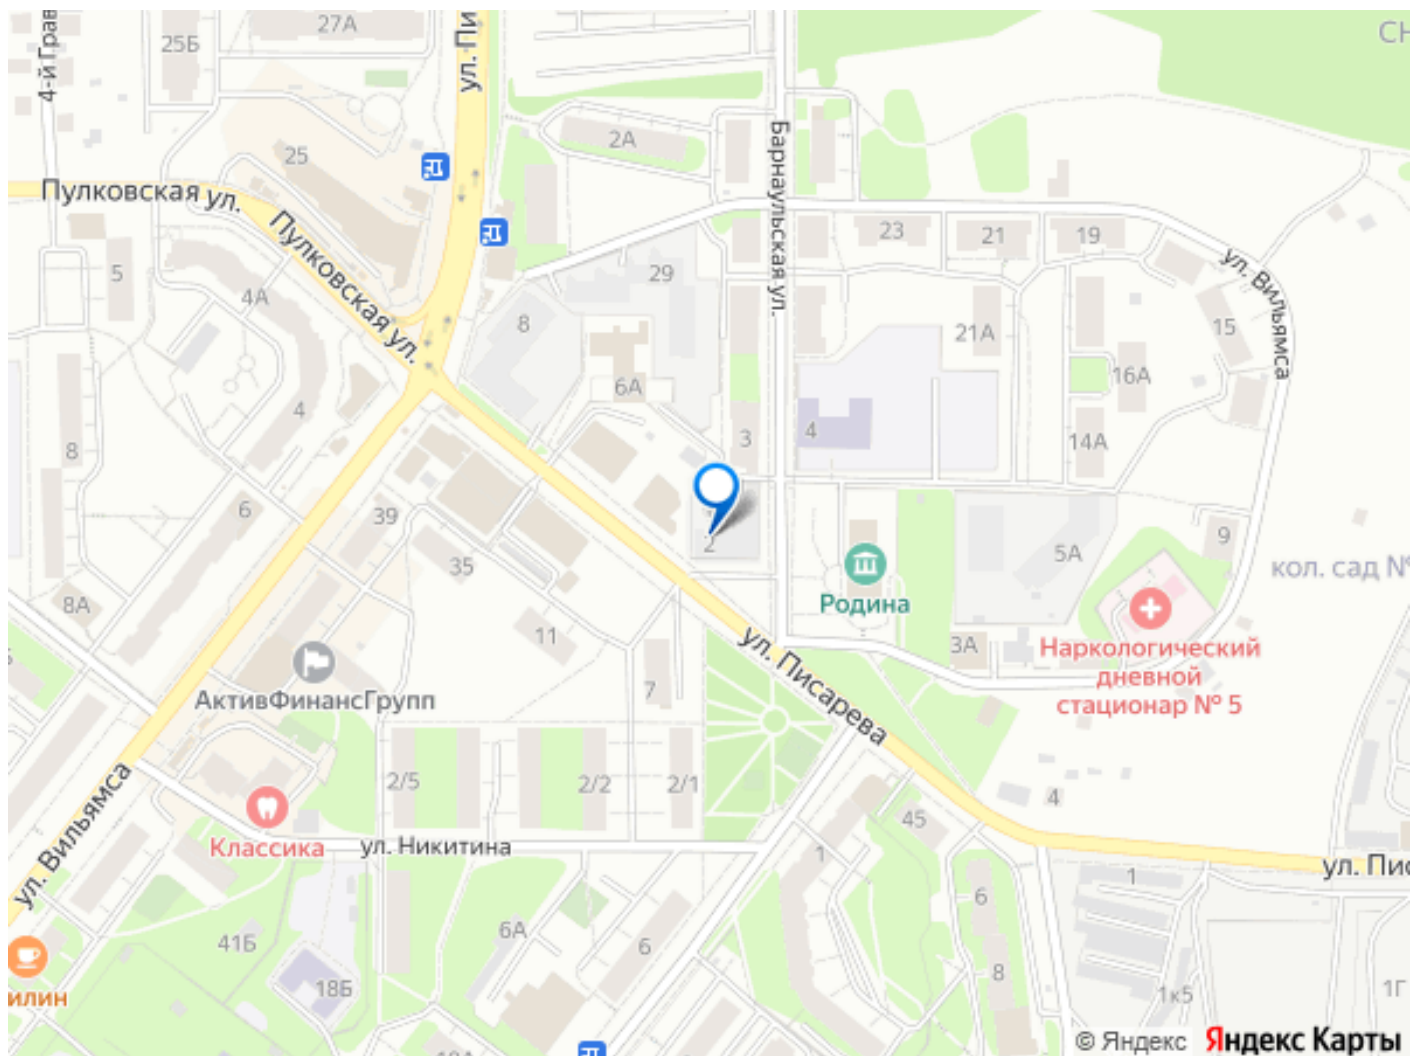 4-й Грав
25Б
27А
ул. Пи
СН
25
2А
Барнаульская ул.
Пулковская ул.
Пулковская ул.
5
4А
29
23
21
19
ул. Вильямса
8
21А
15
6А
16А
4
3
4
14А
8
6
39
2
9
35
5А
кол. сад №
8А
Родина
11
ул. Писарева
3А
Наркологический
дневной
стационар № 5
АктивФинансГрупп
7
2/5
2/2
2/1
4
ул. Вильямса
Классика
ул. Никитина
1
45
ул. Пис
1
6
6А
41Б
6
8
илин
18Б
1к5
1Г
© Яндекс
Яндекс Карты